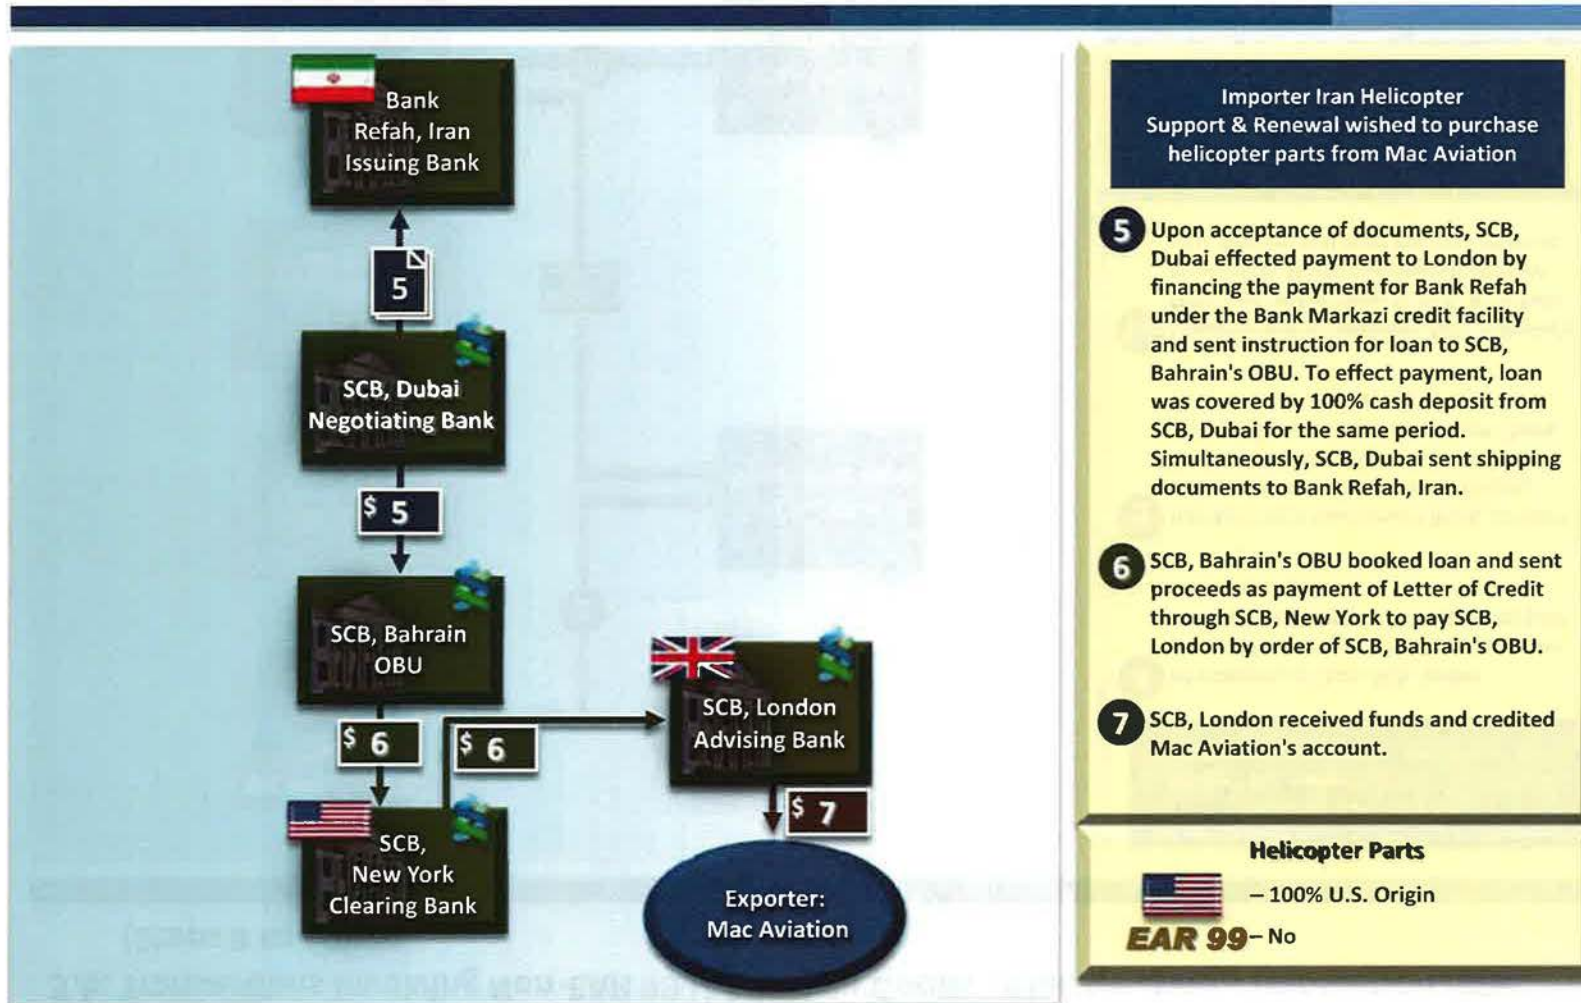 Bank
Refah, Iran
Issuing Bank
5
SCB, Dubai
Negotiating Bank
$ 5
SCB, Bahrain
OBU
$ 6
$ 6
SCB,
New York
Clearing Bank
SCB, London
Advising Bank
$ 7
Exporter:
Mac Aviation
Importer Iran Helicopter
Support & Renewal wished to purchase
helicopter parts from Mac Aviation
5 Upon acceptance of documents, SCB,
Dubai effected payment to London by
financing the payment for Bank Refah
under the Bank Markazi credit facility
and sent instruction for loan to SCB,
Bahrain's OBU. To effect payment, loan
was covered by 100% cash deposit from
SCB, Dubai for the same period.
Simultaneously, SCB, Dubai sent shipping
documents to Bank Refah, Iran.
6 SCB, Bahrain's OBU booked loan and sent
proceeds as payment of Letter of Credit
through SCB, New York to pay SCB,
London by order of SCB, Bahrain's OBU.
7 SCB, London received funds and credited
Mac Aviation's account.
Helicopter Parts
– 100% U.S. Origin
EAR 99 – No